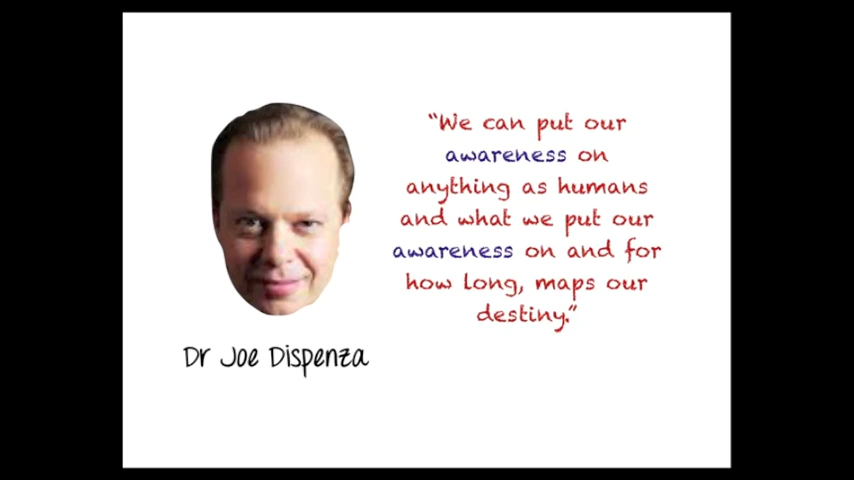 “We can put our
awareness on
anything as humans
and what we put our
awareness on and for
how long, maps our
destiny.”
Dr Joe Dispenza